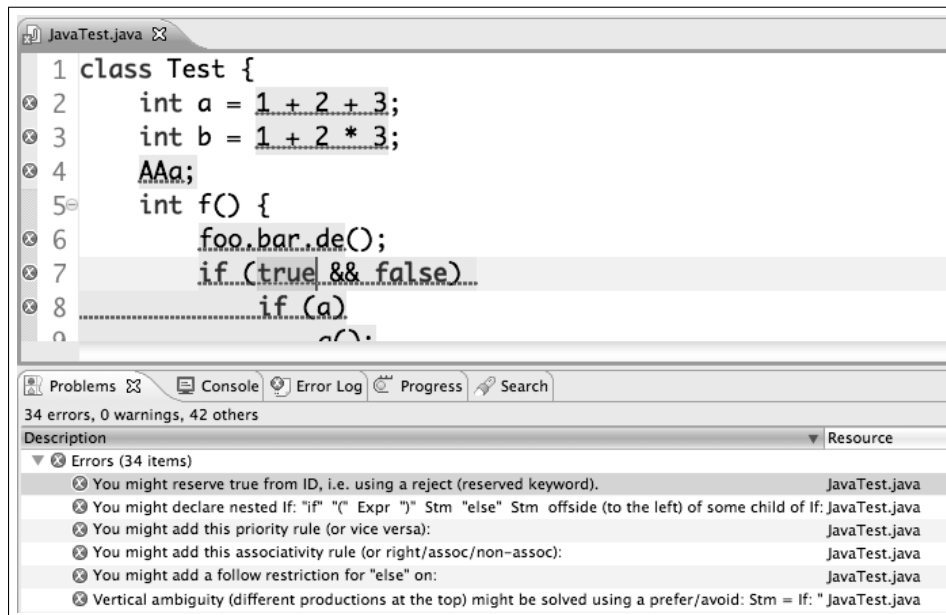 JavaTest.java
1 class Test {
2 int a = 1 + 2 + 3;
3 int b = 1 + 2 * 3;
4 AAa;
5 int f() {
6 foo.bar.de();
7 if (true && false)
8 if (a)
9 g();
Problems Console Error Log Progress Search
34 errors, 0 warnings, 42 others
Description Resource
Errors (34 items)
You might reserve true from ID, i.e. using a reject (reserved keyword). JavaTest.java
You might declare nested If: "if" "(" Expr ")" Stm "else" Stm offside (to the left) of some child of If: JavaTest.java
You might add this priority rule (or vice versa): JavaTest.java
You might add this associativity rule (or right/assoc/non-assoc): JavaTest.java
You might add a follow restriction for "else" on: JavaTest.java
Vertical ambiguity (different productions at the top) might be solved using a prefer/avoid: Stm = If: " JavaTest.java